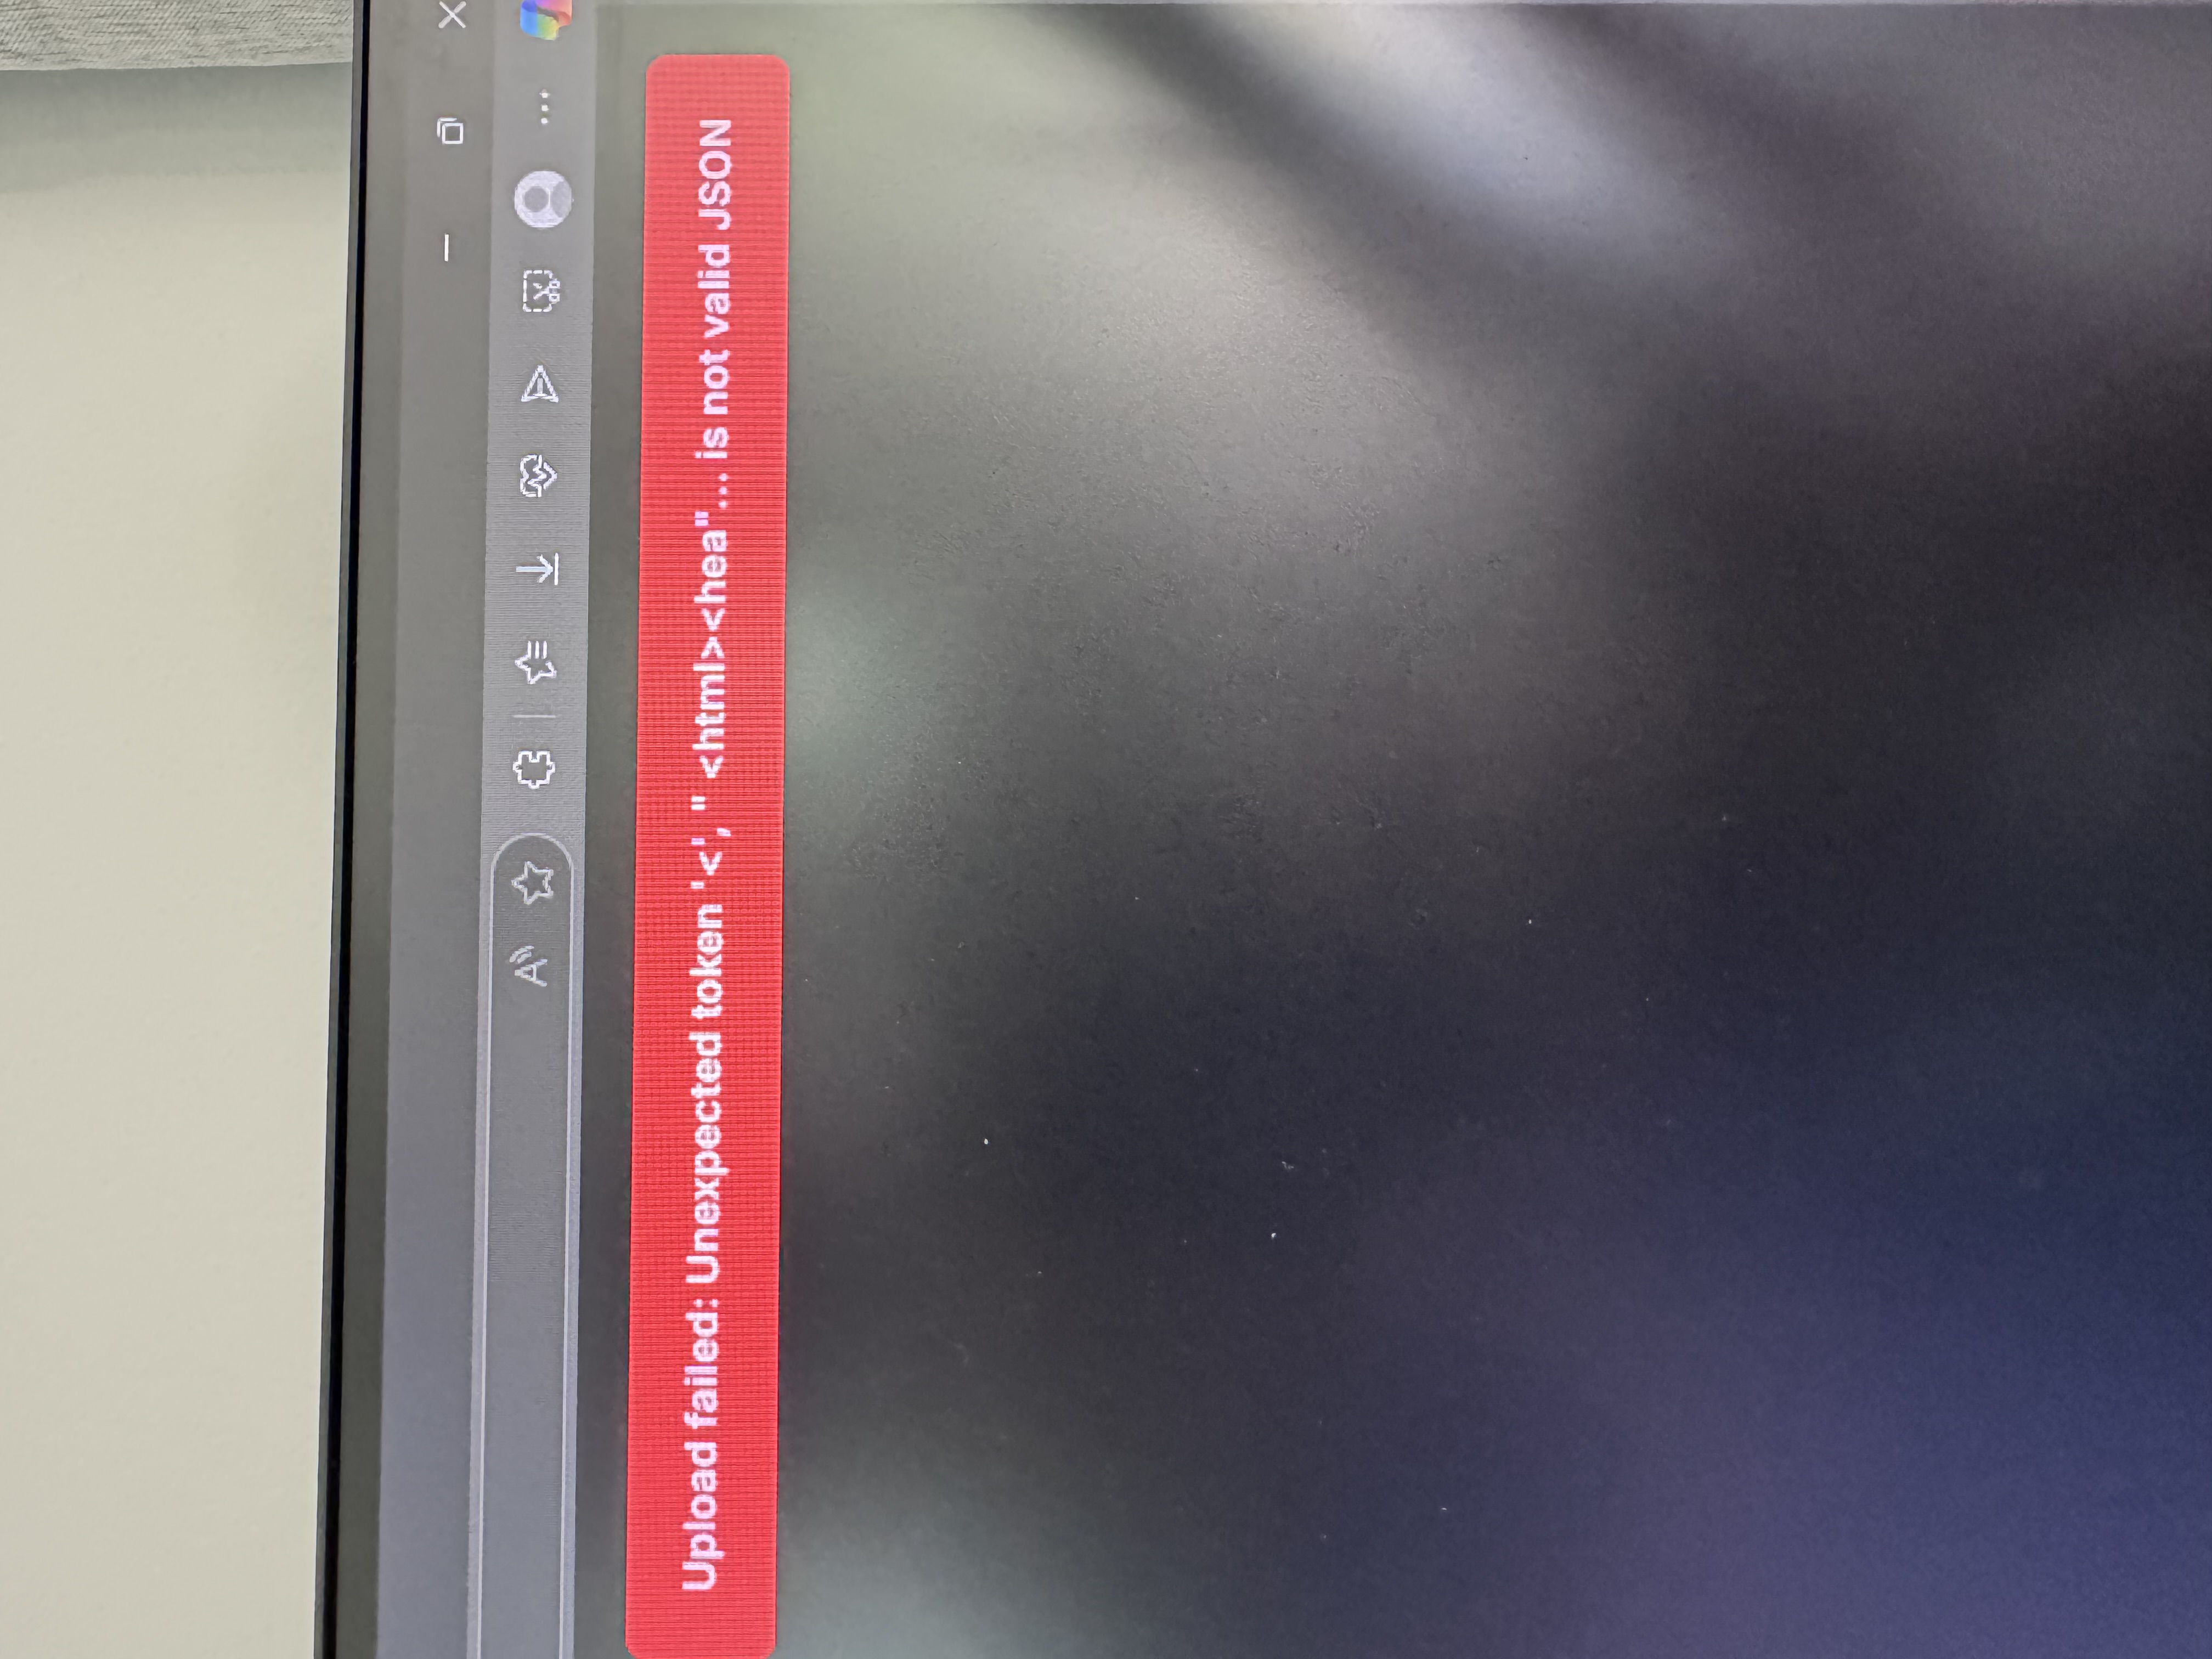 Upload failed: Unexpected token '<', " <html><hea"... is not valid JSON